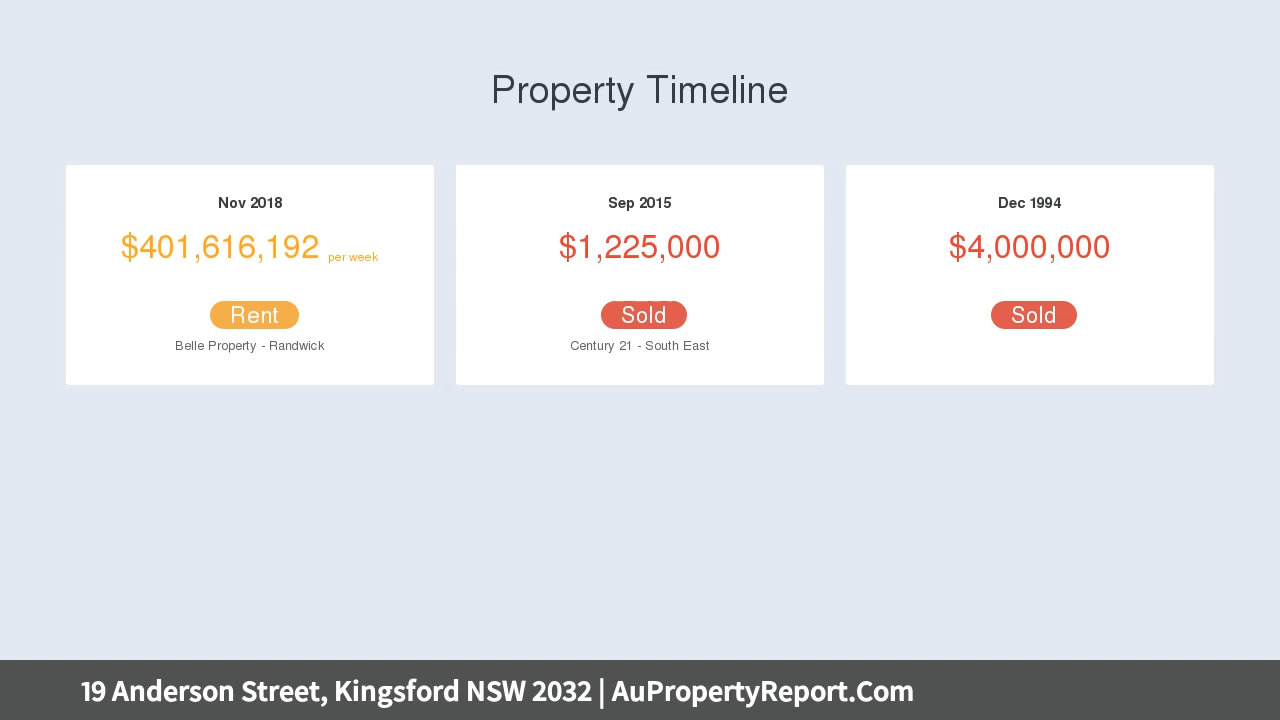 Property Timeline
Nov 2018
$401,616,192 per week
Rent
Belle Property - Randwick
Sep 2015
$1,225,000
Sold
Century 21 - South East
Dec 1994
$4,000,000
Sold
19 Anderson Street, Kingsford NSW 2032 | AuPropertyReport.Com